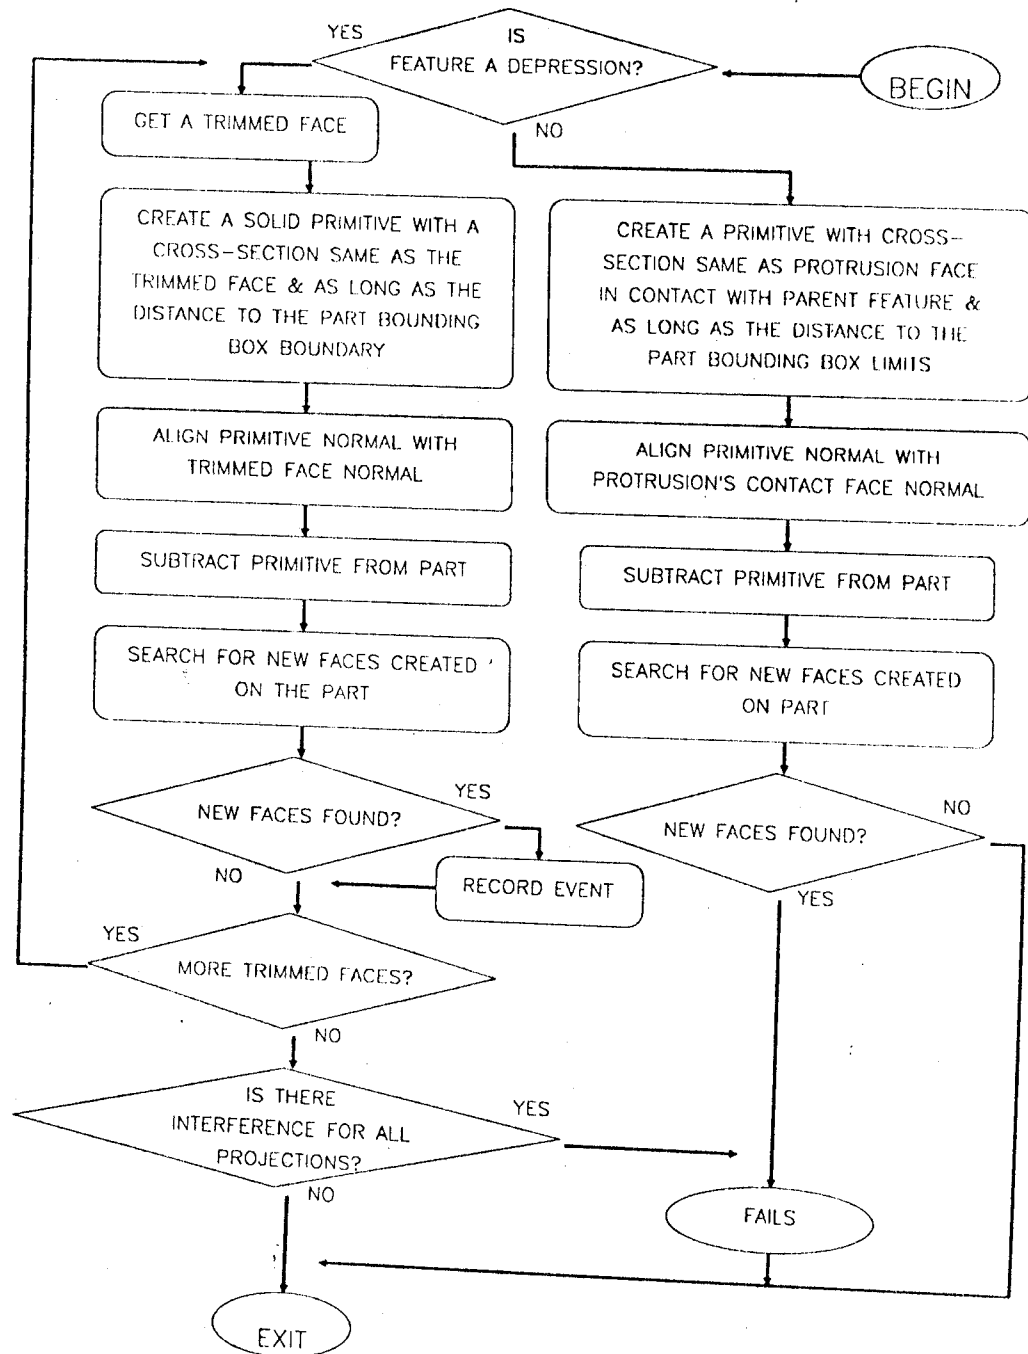 YES
IS
FEATURE A DEPRESSION?
BEGIN
NO
GET A TRIMMED FACE
CREATE A SOLID PRIMITIVE WITH A
CROSS-SECTION SAME AS THE
TRIMMED FACE & AS LONG AS THE
DISTANCE TO THE PART BOUNDING
BOX BOUNDARY
ALIGN PRIMITIVE NORMAL WITH
TRIMMED FACE NORMAL
SUBTRACT PRIMITIVE FROM PART
SEARCH FOR NEW FACES CREATED
ON THE PART
NEW FACES FOUND?
YES
NO
RECORD EVENT
YES
MORE TRIMMED FACES?
NO
IS THERE
INTERFERENCE FOR ALL
PROJECTIONS?
YES
NO
CREATE A PRIMITIVE WITH CROSS-
SECTION SAME AS PROTRUSION FACE
IN CONTACT WITH PARENT FEATURE &
AS LONG AS THE DISTANCE TO THE
PART BOUNDING BOX LIMITS
ALIGN PRIMITIVE NORMAL WITH
PROTRUSION'S CONTACT FACE NORMAL
SUBTRACT PRIMITIVE FROM PART
SEARCH FOR NEW FACES CREATED
ON PART
NEW FACES FOUND?
NO
YES
FAILS
EXIT